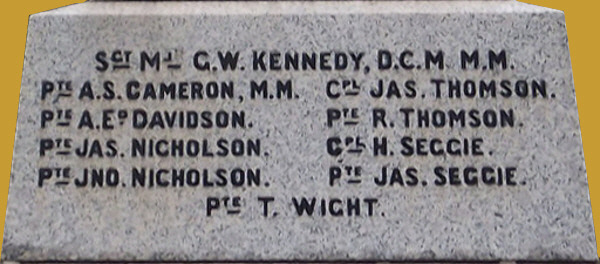 SGT MJ. G.W. KENNEDY, D.C.M. M.M.
PTE A.S. CAMERON, M.M. CPL JAS. THOMSON.
PTE A.ED DAVIDSON. PTE R. THOMSON.
PTE JAS. NICHOLSON. CPL H. SEGGIE.
PTE JNO. NICHOLSON. PTE JAS. SEGGIE.
PTE T. WIGHT.